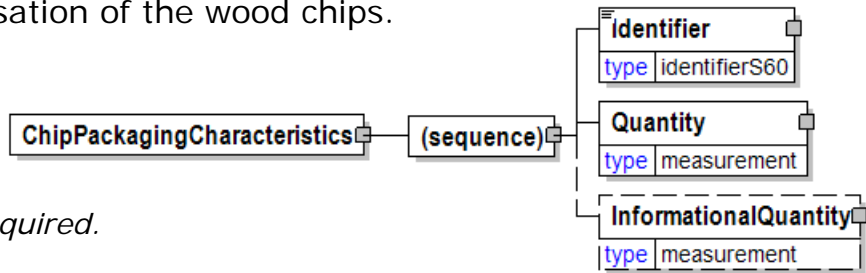 sation of the wood chips.
Identifier
type identifierS60
ChipPackagingCharacteristics
(sequence)
Quantity
type measurement
quired.
InformationalQuantity
type measurement